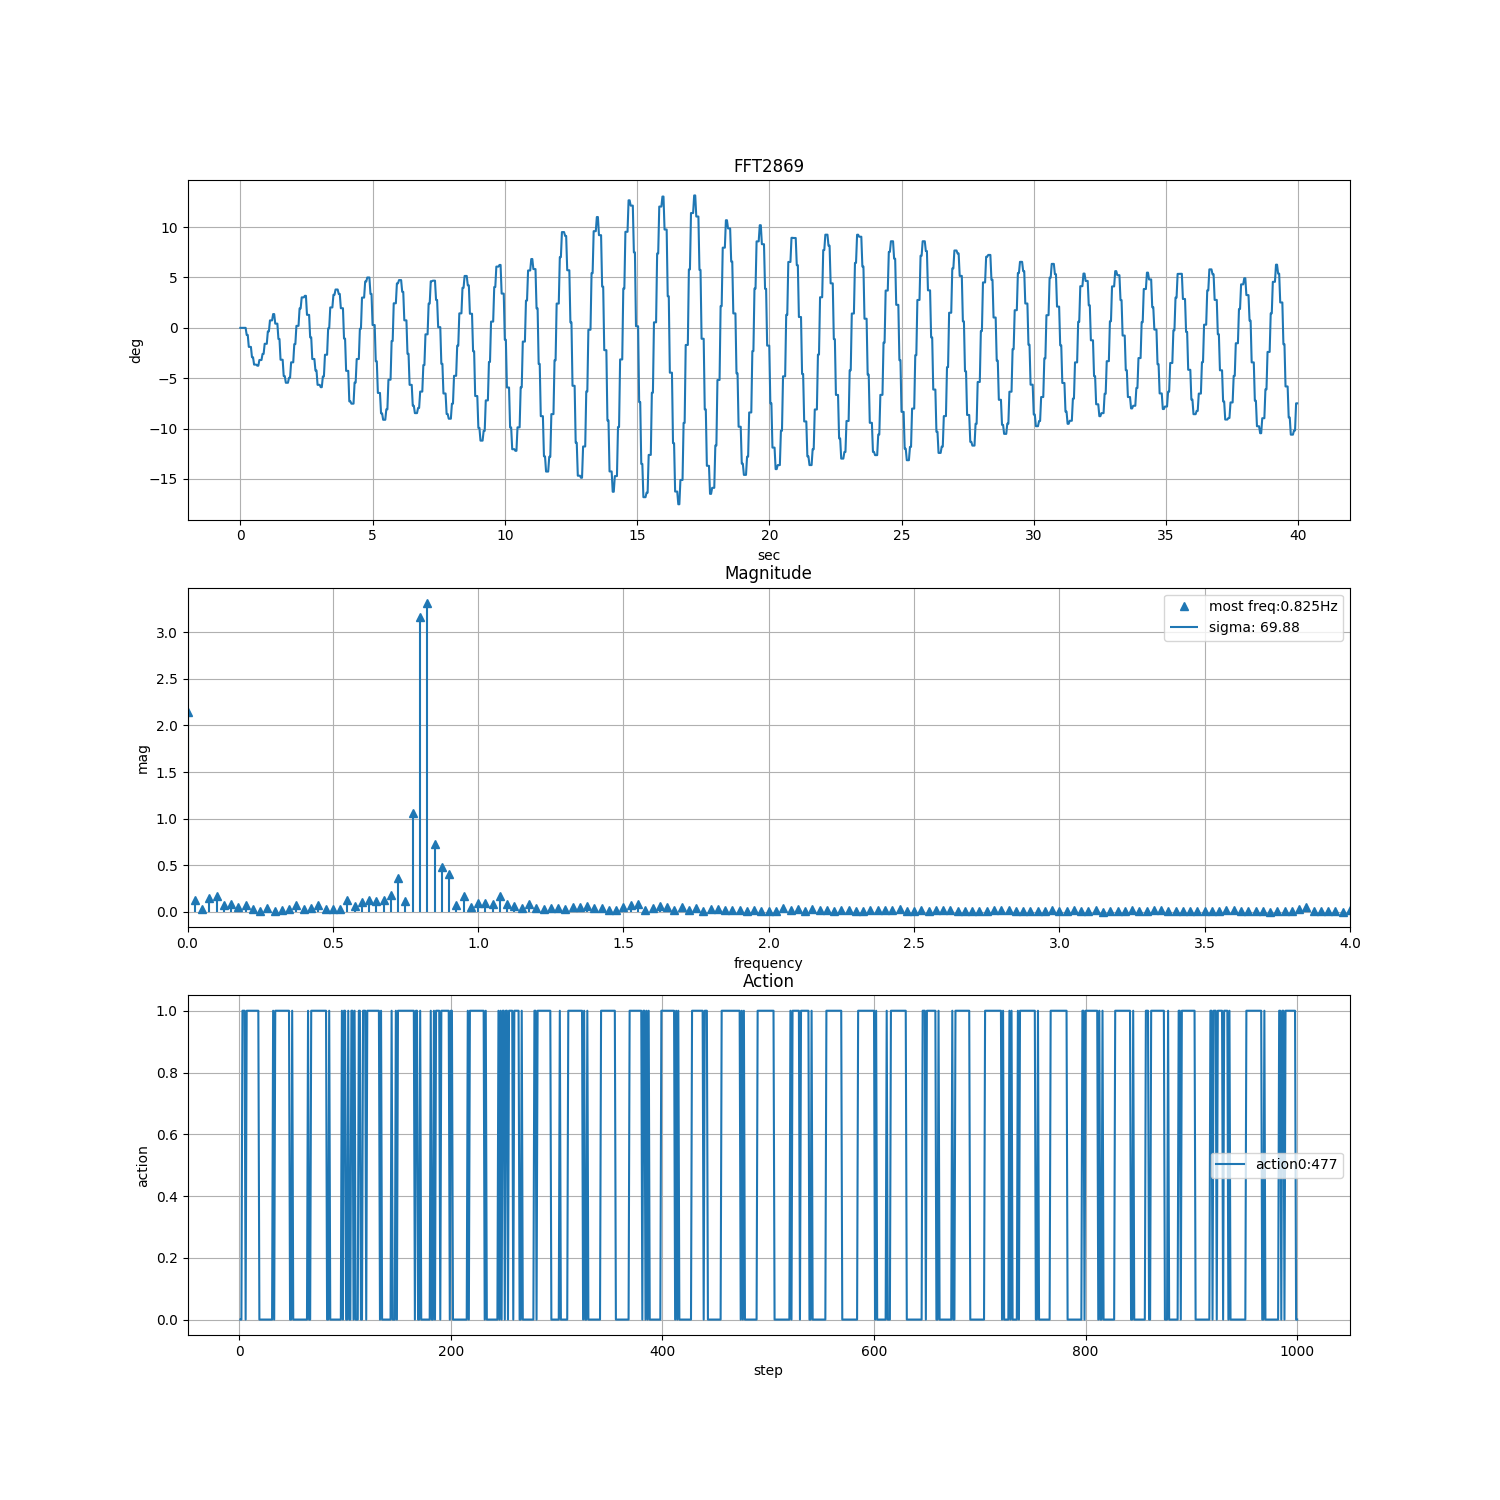 FFT2869
10
5
0
−5
−10
−15
deg
0 5 10 15 20 25 30 35 40
sec
Magnitude
most freq:0.825Hz
sigma: 69.88
3.0
2.5
2.0
1.5
1.0
0.5
0.0
mag
0.0 0.5 1.0 1.5 2.0 2.5 3.0 3.5 4.0
frequency
Action
1.0
0.8
0.6
0.4
0.2
0.0
action
action0:477
0 200 400 600 800 1000
step